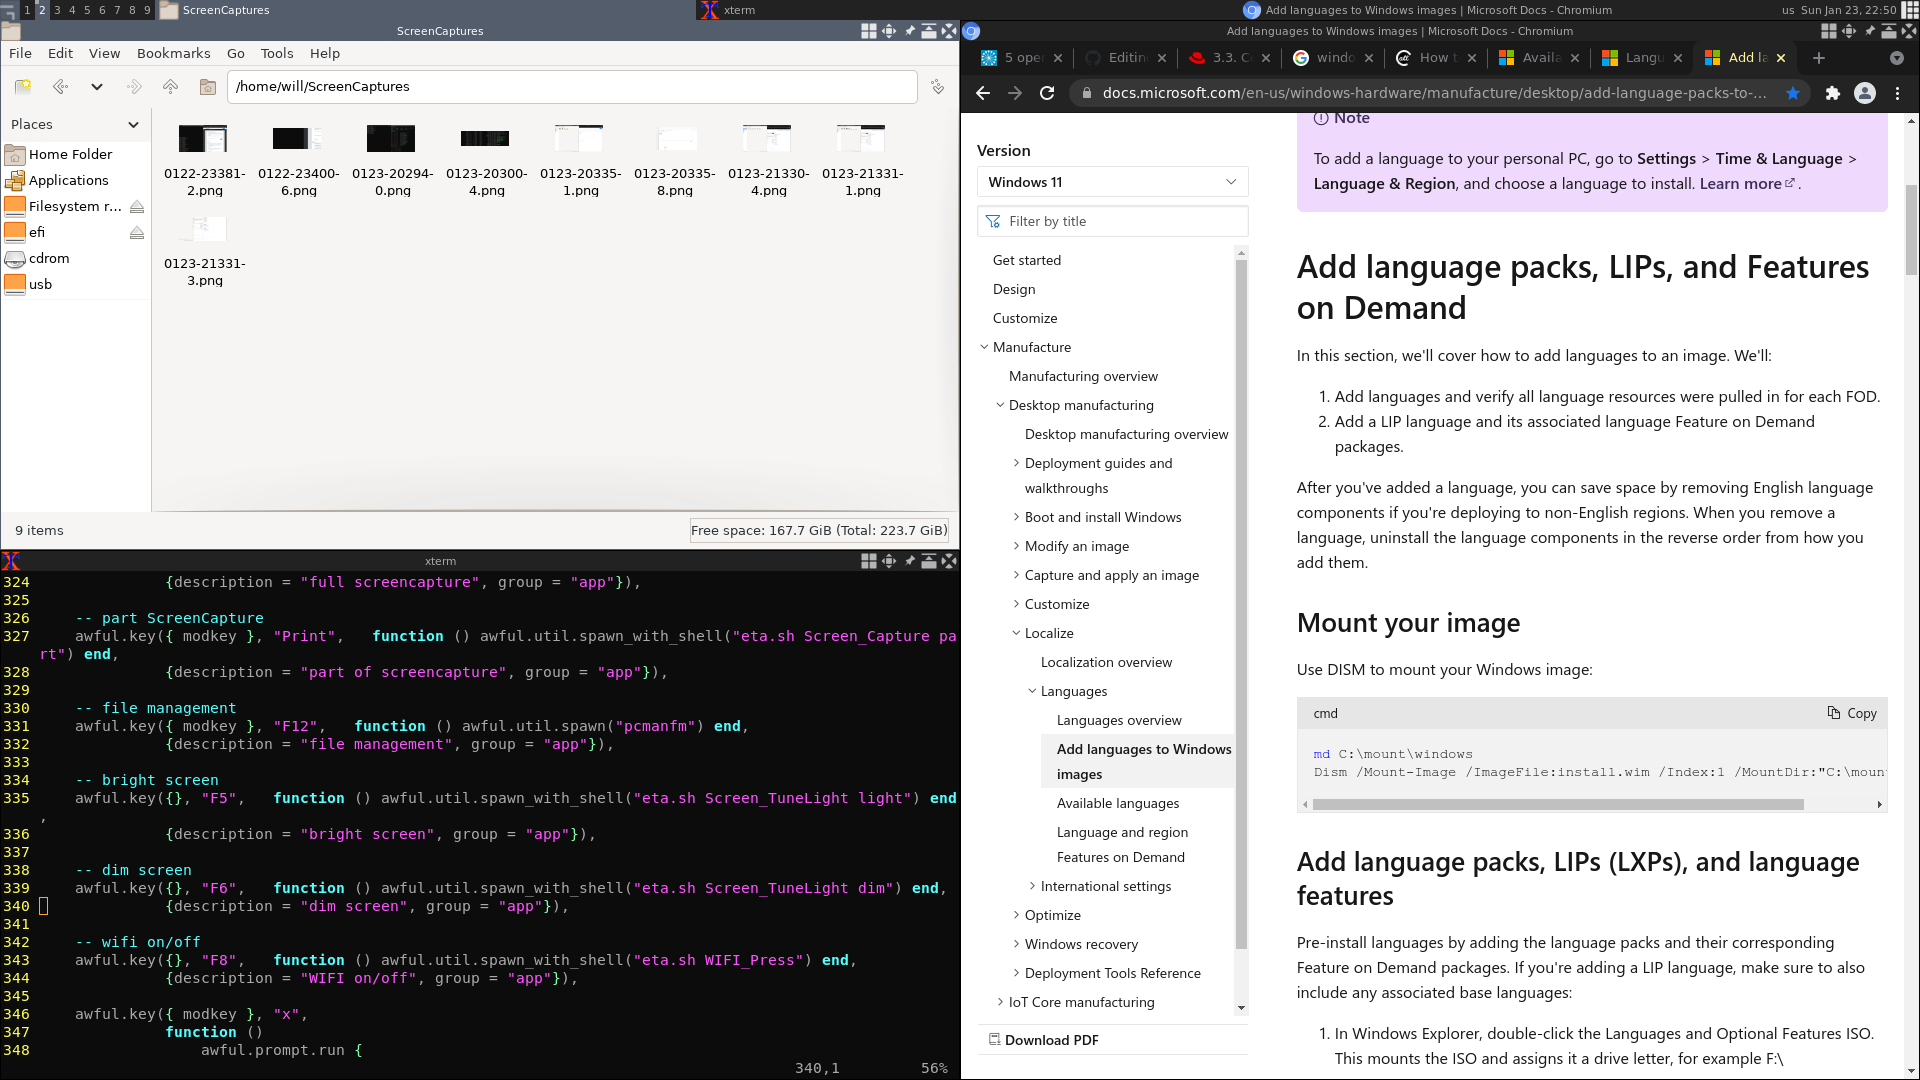 1 2 3 4 5 6 7 8 9 ScreenCaptures
xterm
Add languages to Windows images | Microsoft Docs - Chromium
us Sun Jan 23, 22:50
ScreenCaptures
File Edit View Bookmarks Go Tools Help
/home/will/ScreenCaptures
Places
Home Folder
Applications
Filesystem r...
efi
cdrom
usb
0122-23381-
2.png
0122-23400-
6.png
0123-20294-
0.png
0123-20300-
4.png
0123-20335-
1.png
0123-20335-
8.png
0123-21330-
4.png
0123-21331-
1.png
0123-21331-
3.png
9 items
Free space: 167.7 GiB (Total: 223.7 GiB)
xterm
324 {description = "full screencapture", group = "app"}),
325
326 -- part ScreenCapture
327 awful.key({ modkey }, "Print", function () awful.util.spawn_with_shell("eta.sh Screen_Capture pa
rt") end,
328 {description = "part of screencapture", group = "app"}),
329
330 -- file management
331 awful.key({ modkey }, "F12", function () awful.util.spawn("pcmanfm") end,
332 {description = "file management", group = "app"}),
333
334 -- bright screen
335 awful.key({}, "F5", function () awful.util.spawn_with_shell("eta.sh Screen_TuneLight light") end
,
336 {description = "bright screen", group = "app"}),
337
338 -- dim screen
339 awful.key({}, "F6", function () awful.util.spawn_with_shell("eta.sh Screen_TuneLight dim") end,
340 {description = "dim screen", group = "app"}),
341
342 -- wifi on/off
343 awful.key({}, "F8", function () awful.util.spawn_with_shell("eta.sh WIFI_Press") end,
344 {description = "WIFI on/off", group = "app"}),
345
346 awful.key({ modkey }, "x",
347 function ()
348 awful.prompt.run {
340,1 56%
Add languages to Windows images | Microsoft Docs - Chromium
5 oper Editin 3.3. C windo How t Availa Langu Add la
docs.microsoft.com/en-us/windows-hardware/manufacture/desktop/add-language-packs-to-...
Version
Windows 11
Filter by title
Get started
Design
Customize
Manufacture
Manufacturing overview
Desktop manufacturing
Desktop manufacturing overview
Deployment guides and
walkthroughs
Boot and install Windows
Modify an image
Capture and apply an image
Customize
Localize
Localization overview
Languages
Languages overview
Add languages to Windows
images
Available languages
Language and region
Features on Demand
International settings
Optimize
Windows recovery
Deployment Tools Reference
IoT Core manufacturing
Download PDF
Note
To add a language to your personal PC, go to Settings > Time & Language >
Language & Region, and choose a language to install. Learn more .
Add language packs, LIPs, and Features
on Demand
In this section, we'll cover how to add languages to an image. We'll:
1. Add languages and verify all language resources were pulled in for each FOD.
2. Add a LIP language and its associated language Feature on Demand
packages.
After you've added a language, you can save space by removing English language
components if you're deploying to non-English regions. When you remove a
language, uninstall the language components in the reverse order from how you
add them.
Mount your image
Use DISM to mount your Windows image:
cmd Copy
md C:\mount\windows
Dism /Mount-Image /ImageFile:install.wim /Index:1 /MountDir:"C:\moun
Add language packs, LIPs (LXPs), and language
features
Pre-install languages by adding the language packs and their corresponding
Feature on Demand packages. If you're adding a LIP language, make sure to also
include any associated base languages:
1. In Windows Explorer, double-click the Languages and Optional Features ISO.
This mounts the ISO and assigns it a drive letter, for example F:\